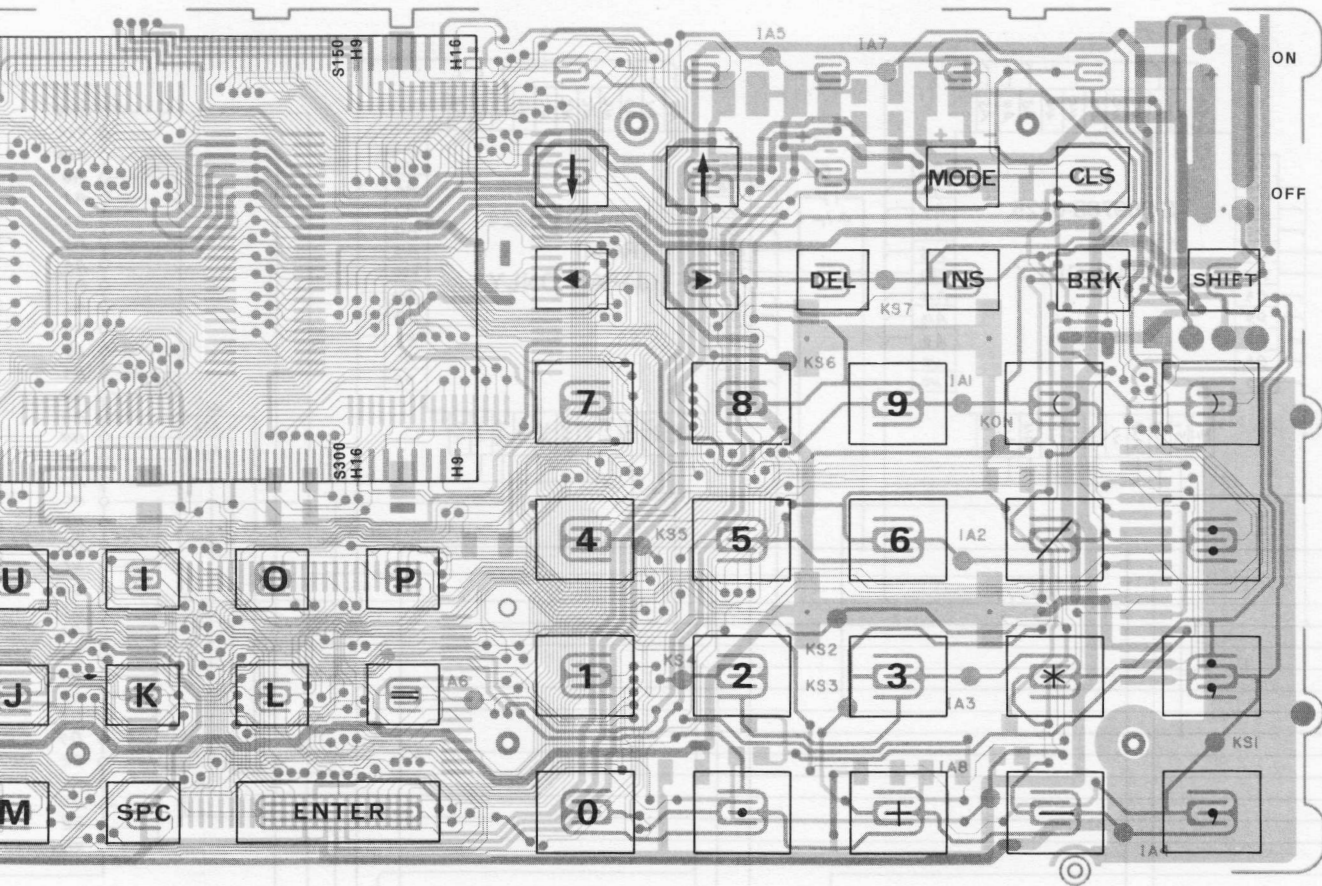 S150 H9 H16
IA5 IA7
ON
↓ ↑ MODE CLS
OFF
◄ ► DEL INS BRK SHIFT
KS7
KS6
7 8 9 IA1 ( )
KON
S300 H16 H9
4 KS5 5 6 IA2 / :
U I O P
KS2
J K L = IA6 1 KS4 2 KS3 3 IA3 * ;
KS1
IA8
M SPC ENTER 0 . + - ,
IA4